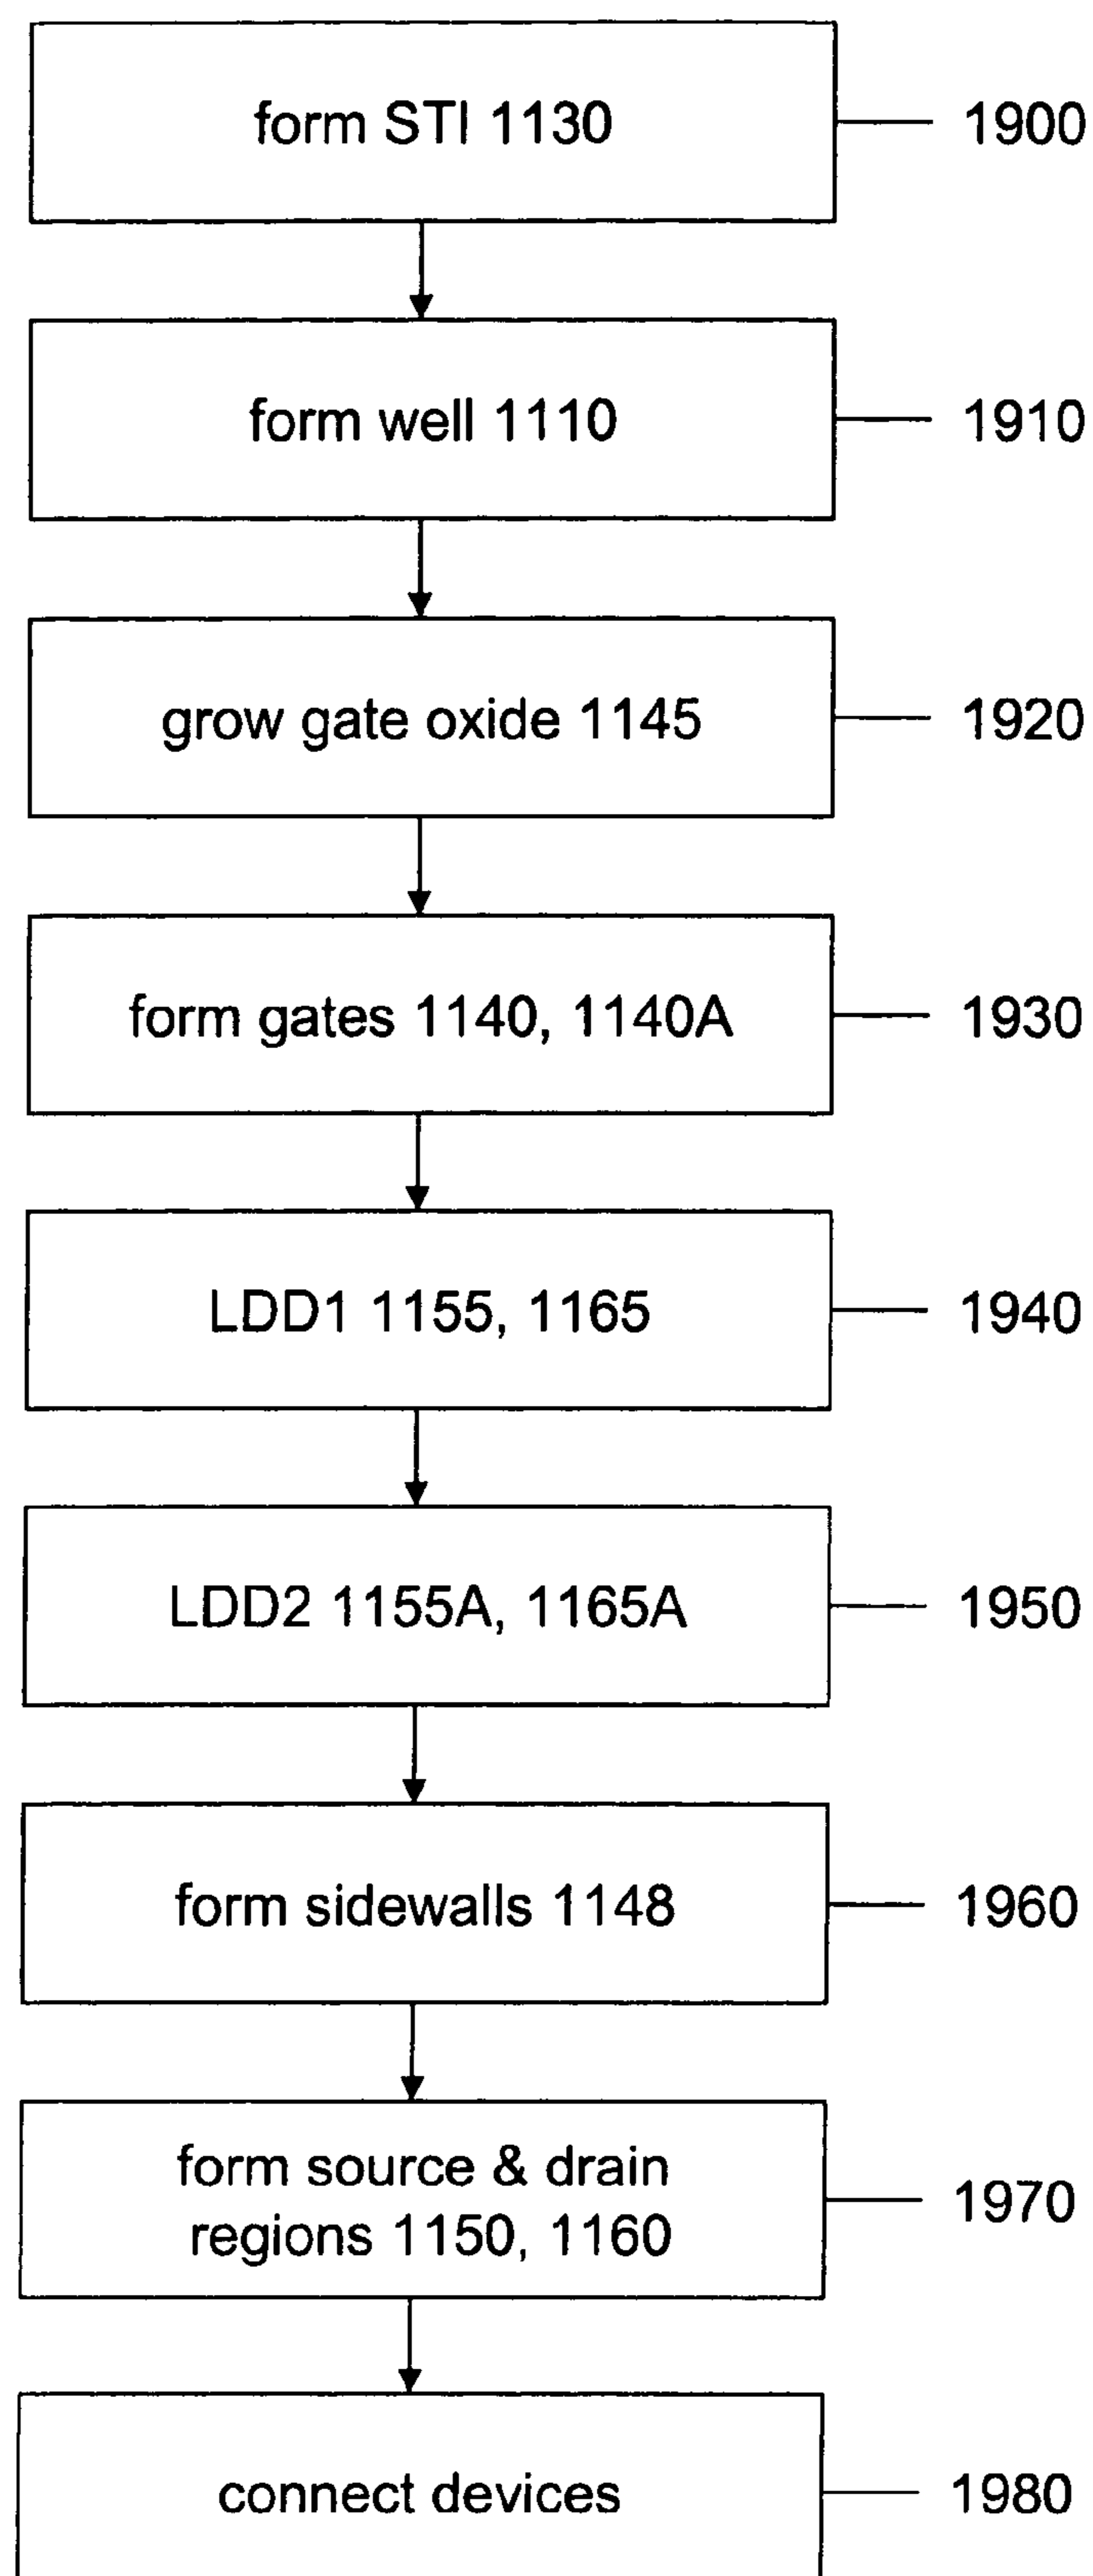 form STI 1130
1900
form well 1110
1910
grow gate oxide 1145
1920
form gates 1140, 1140A
1930
LDD1 1155, 1165
1940
LDD2 1155A, 1165A
1950
form sidewalls 1148
1960
form source & drain
regions 1150, 1160
1970
connect devices
1980